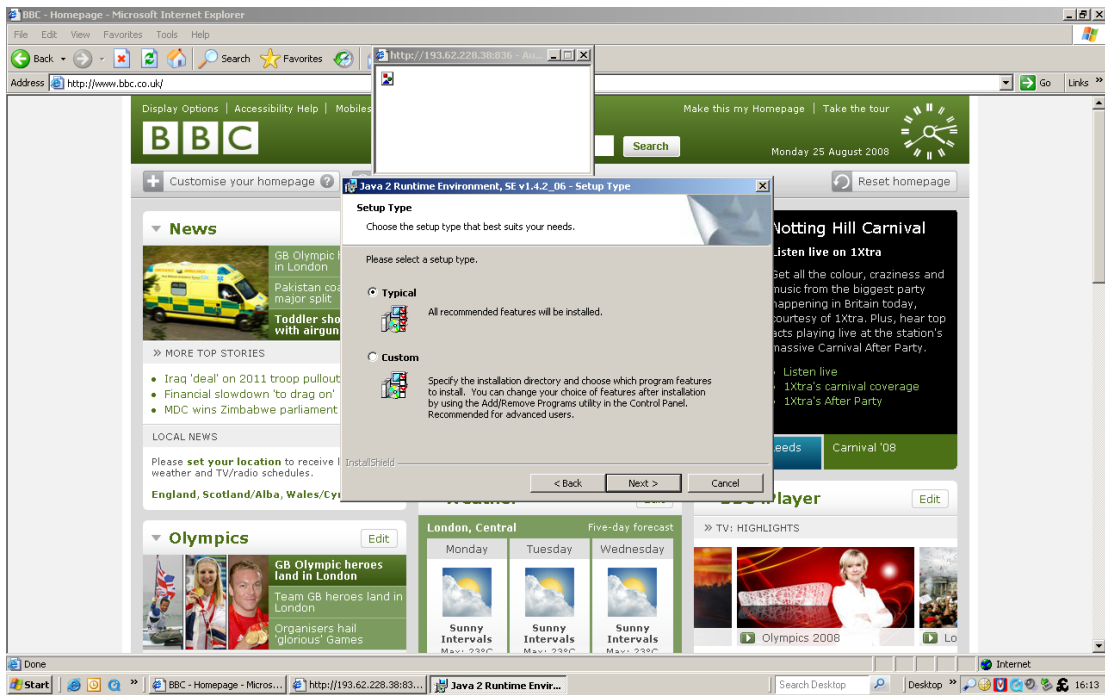 BBC - Homepage - Microsoft Internet Explorer
File Edit View Favorites Tools Help
Back Search Favorites
Address http://www.bbc.co.uk/ Go Links »
http://193.62.228.38:836 - Au...
Display Options | Accessibility Help | Mobiles
Make this my Homepage | Take the tour
BBC
Search
Monday 25 August 2008
Customise your homepage ?
Reset homepage
Java 2 Runtime Environment, SE v1.4.2_06 - Setup Type
Setup Type
Choose the setup type that best suits your needs.
Please select a setup type.
Typical
All recommended features will be installed.
Custom
Specify the installation directory and choose which program features
to install. You can change your choice of features after installation
by using the Add/Remove Programs utility in the Control Panel.
Recommended for advanced users.
InstallShield
< Back Next > Cancel
News
GB Olympic
in London
Pakistan coa
major split
Toddler sho
with airgun
» MORE TOP STORIES
Iraq 'deal' on 2011 troop pullout
Financial slowdown 'to drag on'
MDC wins Zimbabwe parliament
LOCAL NEWS
Please set your location to receive
weather and TV/radio schedules.
England, Scotland/Alba, Wales/Cy
Notting Hill Carnival
Listen live on 1Xtra
Get all the colour, craziness and
music from the biggest party
happening in Britain today,
courtesy of 1Xtra. Plus, hear top
acts playing live at the station's
massive Carnival After Party.
Listen live
1Xtra's carnival coverage
1Xtra's After Party
eeds Carnival '08
Olympics Edit
GB Olympic heroes
land in London
Team GB heroes land in
London
Organisers hail
'glorious' Games
Weather
London, Central Five-day forecast
Monday Tuesday Wednesday
Sunny Sunny Sunny
Intervals Intervals Intervals
Max: 23°C Max: 23°C Max: 23°C
BBC iPlayer Edit
» TV: HIGHLIGHTS
Olympics 2008
Lo
Done Internet
Start » BBC - Homepage - Micros... http://193.62.228.38:83... Java 2 Runtime Envir... Search Desktop Desktop » 16:13